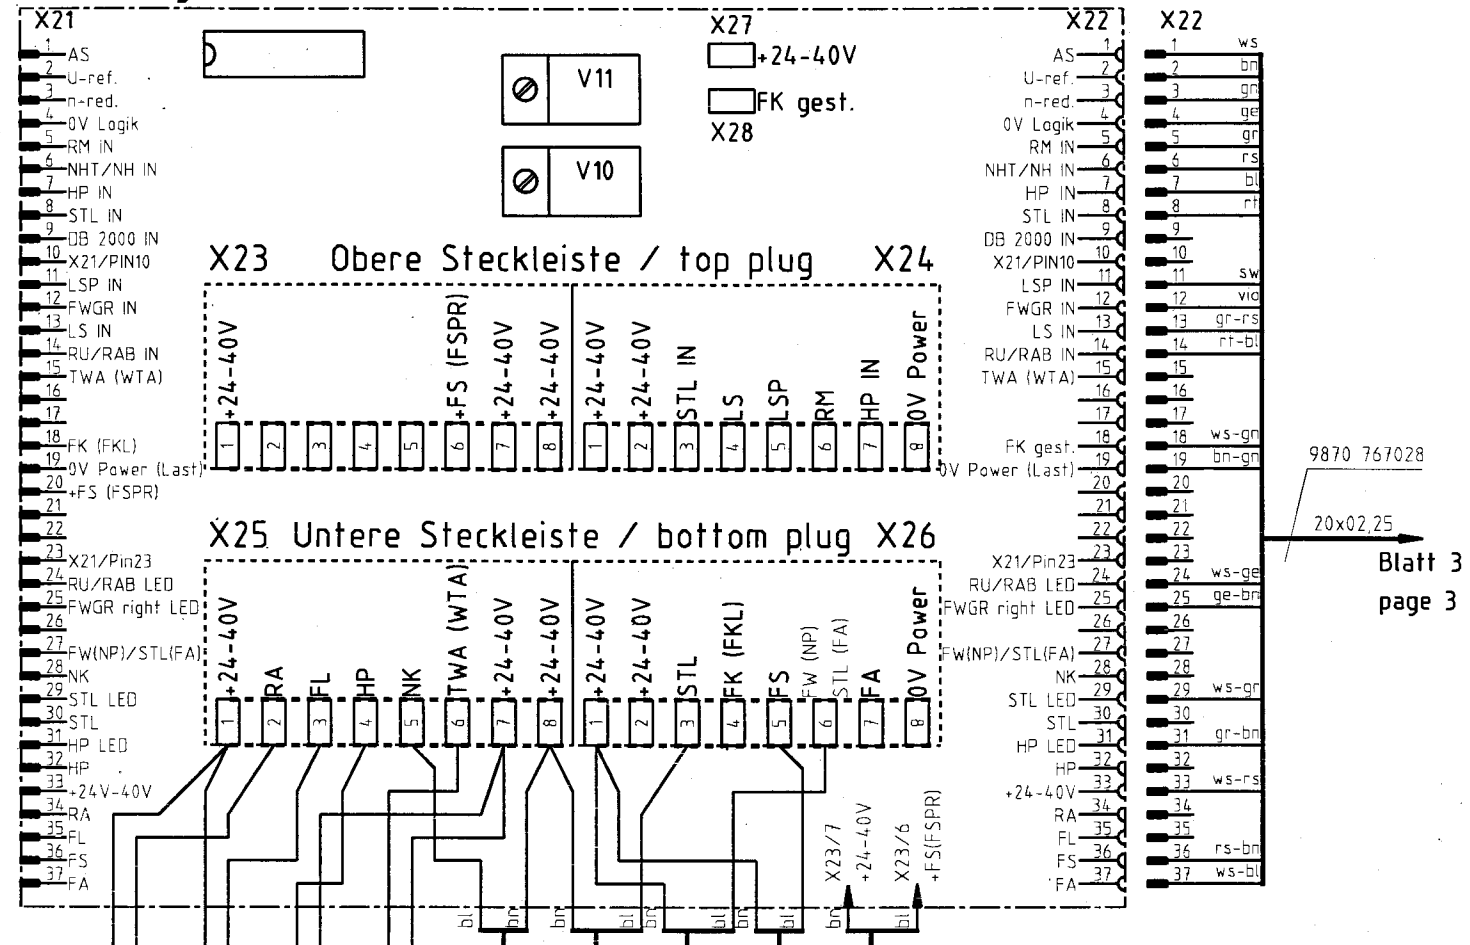 X21
1 AS
2 U-ref.
3 n-red.
4 0V Logik
5 RM IN
6 NHT/NH IN
7 HP IN
8 STL IN
9 DB 2000 IN
10 X21/PIN10
11 LSP IN
12 FWGR IN
13 LS IN
14 RU/RAB IN
15 TWA (WTA)
16
17
18 FK (FKL)
19 0V Power (Last)
20 +FS (FSPR)
21
22
23 X21/Pin23
24 RU/RAB LED
25 FWGR right LED
26
27 FW(NP)/STL(FA)
28 NK
29 STL LED
30 STL
31 HP LED
32 HP
33 +24V-40V
34 RA
35 FL
36 FS
37 FA
V11
V10
X27
+24-40V
FK gest.
X28
X23 Obere Steckleiste / top plug X24
+24-40V
+FS (FSPR)
+24-40V
+24-40V
+24-40V
+24-40V
STL IN
LS
LSP
RM
HP IN
0V Power
1 2 3 4 5 6 7 8 1 2 3 4 5 6 7 8
X25 Untere Steckleiste / bottom plug X26
+24-40V
RA
FL
HP
NK
TWA (WTA)
+24-40V
+24-40V
+24-40V
+24-40V
STL
FK (FKL)
FS
FW (NP)
STL (FA)
FA
0V Power
1 2 3 4 5 6 7 8 1 2 3 4 5 6 7 8
X23/7
+24-40V
X23/6
+FS(FSPR)
bl bn bn bl bn bl bn bl bn bl
X22
AS 1
U-ref. 2
n-red. 3
0V Logik 4
RM IN 5
NHT/NH IN 6
HP IN 7
STL IN 8
DB 2000 IN 9
X21/PIN10 10
LSP IN 11
FWGR IN 12
LS IN 13
RU/RAB IN 14
TWA (WTA) 15
16
17
FK gest. 18
0V Power (Last) 19
20
21
22
X21/Pin23 23
RU/RAB LED 24
FWGR right LED 25
26
FW(NP)/STL(FA) 27
NK 28
STL LED 29
STL 30
HP LED 31
HP 32
+24-40V 33
RA 34
FL 35
FS 36
FA 37
X22
1 ws
2 bn
3 gn
4 ge
5 gr
6 rs
7 bl
8 rt
9
10
11 sw
12 vio
13 gr-rs
14 rt-bl
15
16
17
18 ws-gn
19 bn-gn
20
21
22
23
24 ws-ge
25 ge-bn
26
27
28
29 ws-gr
30
31 gr-bn
32
33 ws-rs
34
35
36 rs-bn
37 ws-bl
9870 767028
20x02,25
Blatt 3
page 3